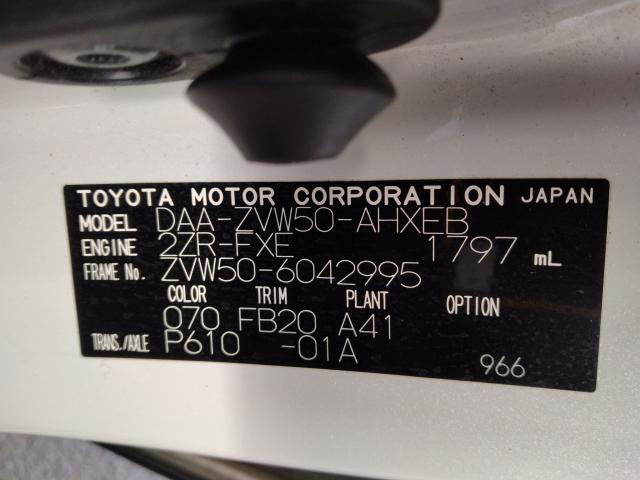 TOYOTA MOTOR CORPORATION JAPAN
MODEL DAA-ZVW50-AHXEB
ENGINE 2ZR-FXE 1797 mL
FRAME No. ZVW50-6042995
COLOR TRIM PLANT OPTION
070 FB20 A41
TRANS./AXLE P610 -01A
966